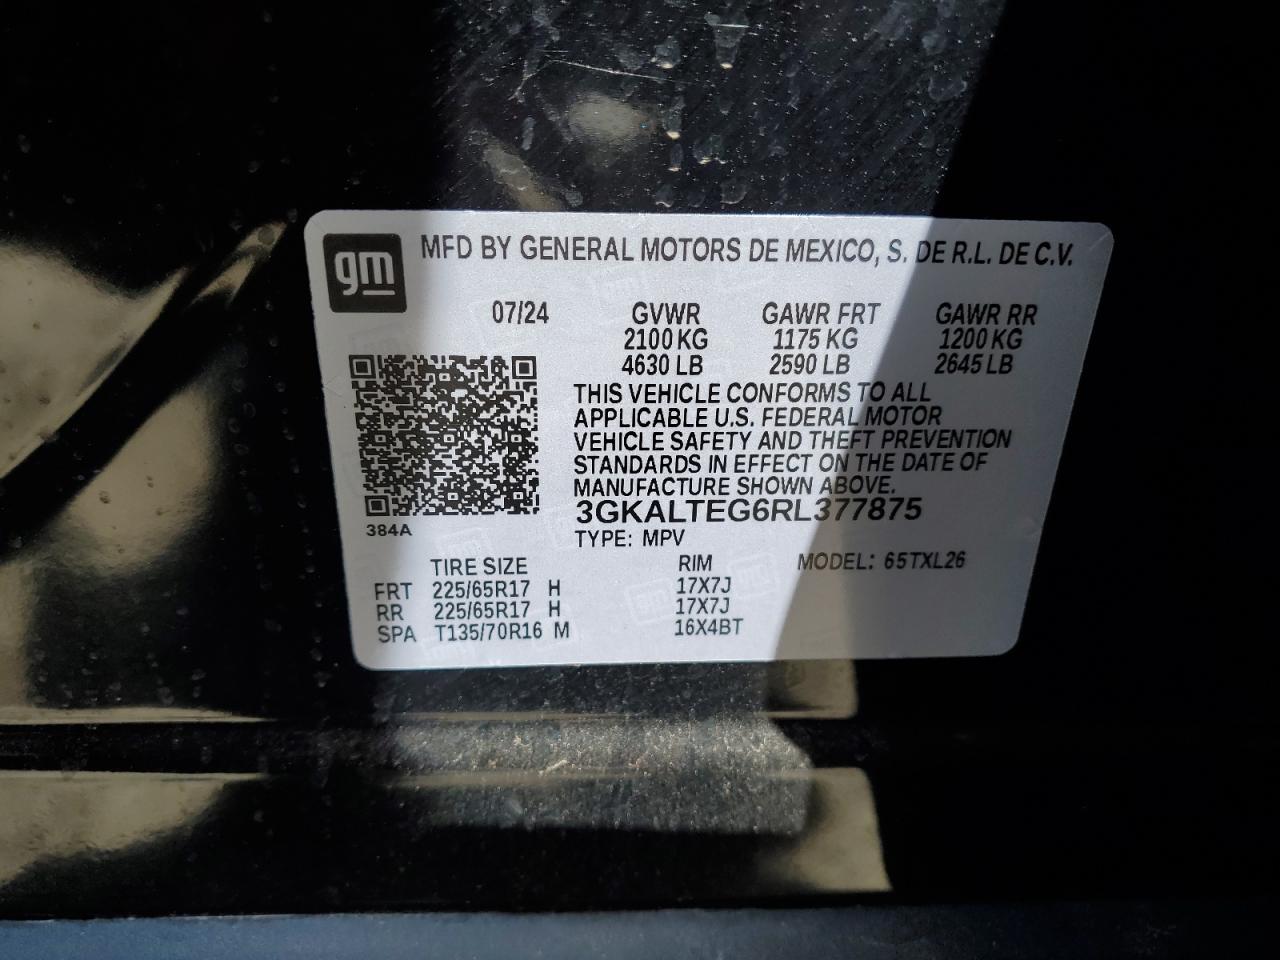 gm
MFD BY GENERAL MOTORS DE MEXICO, S. DE R.L. DE C.V.
07/24 GVWR GAWR FRT GAWR RR
2100 KG 1175 KG 1200 KG
4630 LB 2590 LB 2645 LB
THIS VEHICLE CONFORMS TO ALL
APPLICABLE U.S. FEDERAL MOTOR
VEHICLE SAFETY AND THEFT PREVENTION
STANDARDS IN EFFECT ON THE DATE OF
MANUFACTURE SHOWN ABOVE.
3GKALTEG6RL377875
384A
TYPE: MPV
TIRE SIZE RIM MODEL: 65TXL26
FRT 225/65R17 H 17X7J
RR 225/65R17 H 17X7J
SPA T135/70R16 M 16X4BT